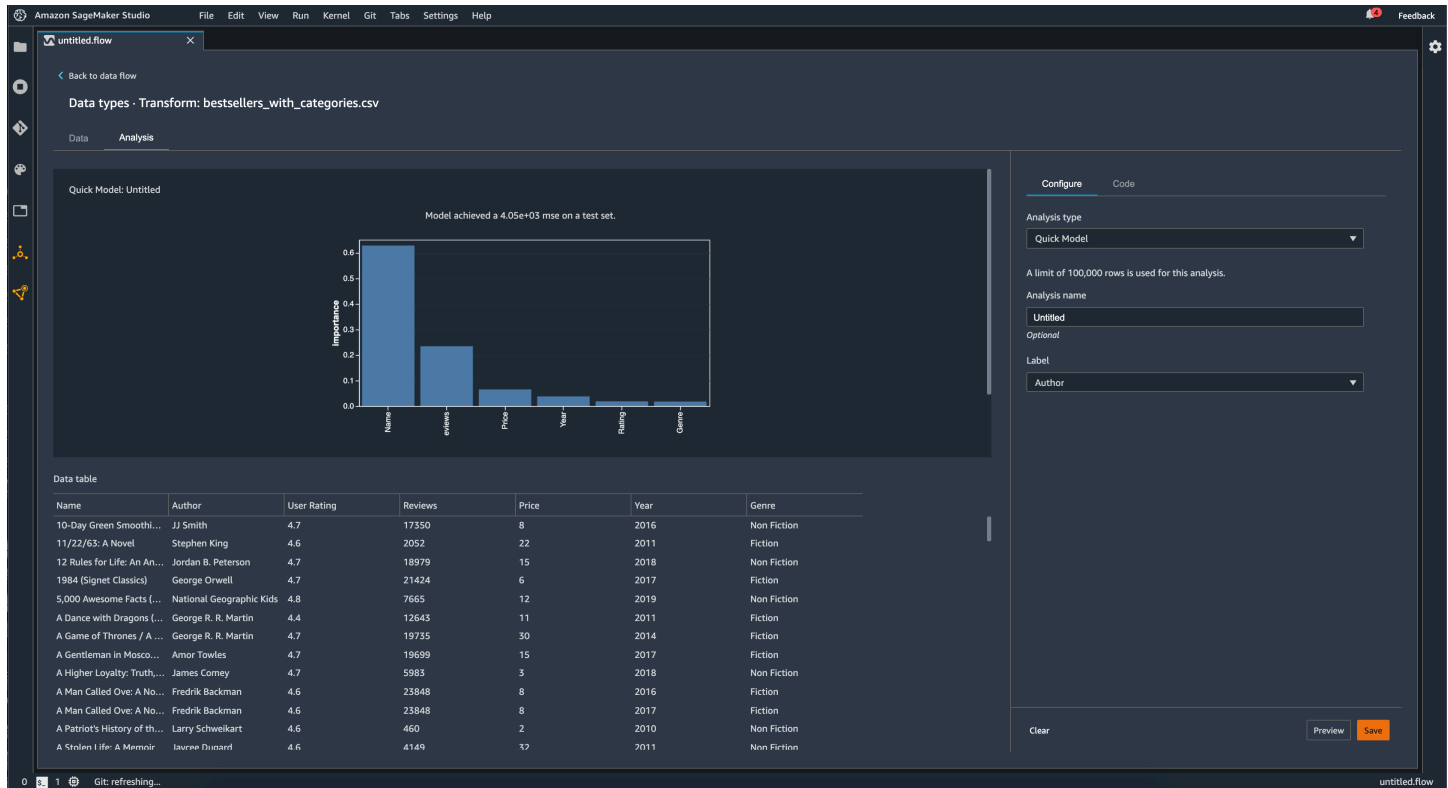 Amazon SageMaker Studio File Edit View Run Kernel Git Tabs Settings Help 4 Feedback
untitled.flow ×
Back to data flow
Data types · Transform: bestsellers_with_categories.csv
Data Analysis
Quick Model: Untitled
Model achieved a 4.05e+03 mse on a test set.
importance
0.6
0.5
0.4
0.3
0.2
0.1
0.0
Name
eviews
Price
Year
Rating
Genre
Data table
Name Author User Rating Reviews Price Year Genre
10-Day Green Smoothi... JJ Smith 4.7 17350 8 2016 Non Fiction
11/22/63: A Novel Stephen King 4.6 2052 22 2011 Fiction
12 Rules for Life: An An... Jordan B. Peterson 4.7 18979 15 2018 Non Fiction
1984 (Signet Classics) George Orwell 4.7 21424 6 2017 Fiction
5,000 Awesome Facts (... National Geographic Kids 4.8 7665 12 2019 Non Fiction
A Dance with Dragons (... George R. R. Martin 4.4 12643 11 2011 Fiction
A Game of Thrones / A ... George R. R. Martin 4.7 19735 30 2014 Fiction
A Gentleman in Mosco... Amor Towles 4.7 19699 15 2017 Fiction
A Higher Loyalty: Truth,... James Comey 4.7 5983 3 2018 Non Fiction
A Man Called Ove: A No... Fredrik Backman 4.6 23848 8 2016 Fiction
A Man Called Ove: A No... Fredrik Backman 4.6 23848 8 2017 Fiction
A Patriot's History of th... Larry Schweikart 4.6 460 2 2010 Non Fiction
A Stolen Life: A Memoir Jaycee Dugard 4.6 4149 32 2011 Non Fiction
Configure Code
Analysis type
Quick Model
A limit of 100,000 rows is used for this analysis.
Analysis name
Untitled
Optional
Label
Author
Clear Preview Save
0 $_ 1 Git: refreshing... untitled.flow